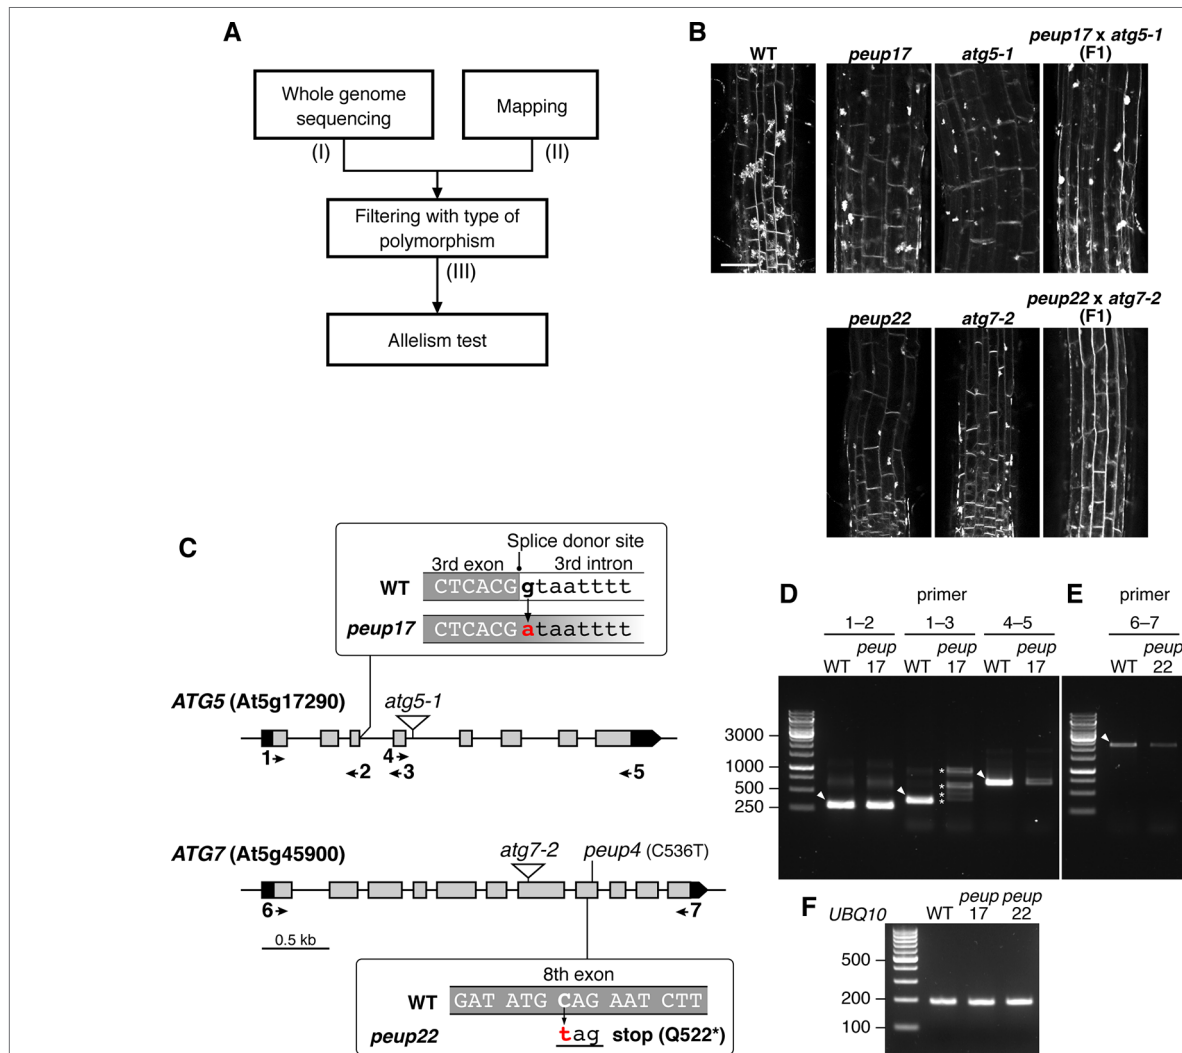 A
Whole genome
sequencing
Mapping
(I)
(II)
Filtering with type of
polymorphism
(III)
Allelism test
B
WT
peup17
atg5-1
peup17 x atg5-1
(F1)
peup22
atg7-2
peup22 x atg7-2
(F1)
C
Splice donor site
3rd exon
3rd intron
WT
CTCACGgtaatttt
peup17
CTCACGataatttt
ATG5 (At5g17290)
atg5-1
1
2
4
3
5
ATG7 (At5g45900)
atg7-2
peup4 (C536T)
6
7
0.5 kb
8th exon
WT
GAT ATG CAG AAT CTT
peup22
tag stop (Q522*)
D
primer
1–2
1–3
4–5
WT
peup
17
WT
peup
17
WT
peup
17
3000
1000
500
250
*
*
*
*
E
primer
6–7
WT
peup
22
F
UBQ10
WT
peup
17
peup
22
500
200
100